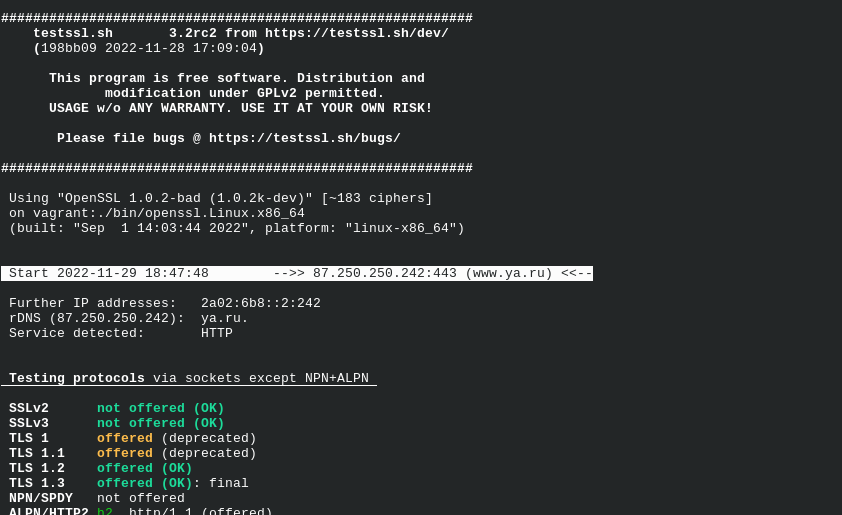 ###########################################################
testssl.sh       3.2rc2 from https://testssl.sh/dev/
(198bb09 2022-11-28 17:09:04)
This program is free software. Distribution and
modification under GPLv2 permitted.
USAGE w/o ANY WARRANTY. USE IT AT YOUR OWN RISK!
Please file bugs @ https://testssl.sh/bugs/
###########################################################
Using "OpenSSL 1.0.2-bad (1.0.2k-dev)" [~183 ciphers]
on vagrant:./bin/openssl.Linux.x86_64
(built: "Sep  1 14:03:44 2022", platform: "linux-x86_64")
Start 2022-11-29 18:47:48        -->> 87.250.250.242:443 (www.ya.ru) <<--
Further IP addresses:   2a02:6b8::2:242
rDNS (87.250.250.242):  ya.ru.
Service detected:       HTTP
Testing protocols via sockets except NPN+ALPN
SSLv2      not offered (OK)
SSLv3      not offered (OK)
TLS 1      offered (deprecated)
TLS 1.1    offered (deprecated)
TLS 1.2    offered (OK)
TLS 1.3    offered (OK): final
NPN/SPDY   not offered
ALPN/HTTP2 h2, http/1.1 (offered)